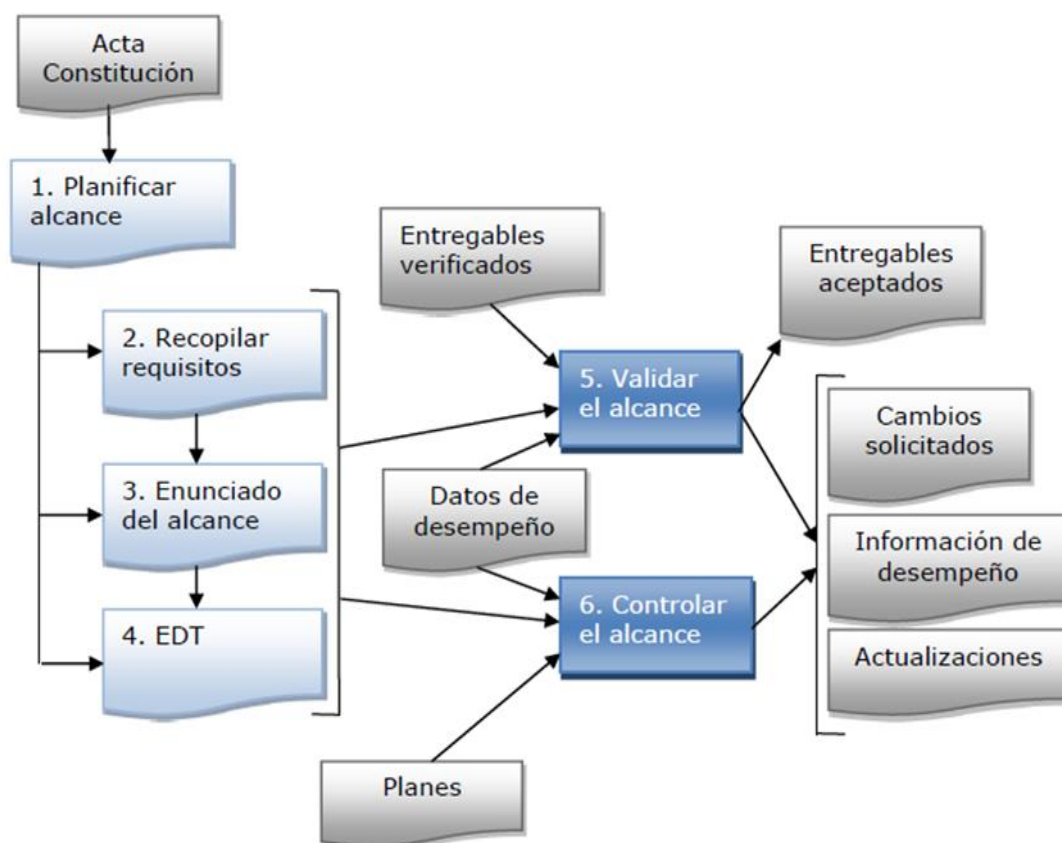 Acta
Constitución
1. Planificar
alcance
2. Recopilar
requisitos
3. Enunciado
del alcance
4. EDT
Entregables
verificados
Datos de
desempeño
Planes
5. Validar
el alcance
6. Controlar
el alcance
Entregables
aceptados
Cambios
solicitados
Información de
desempeño
Actualizaciones